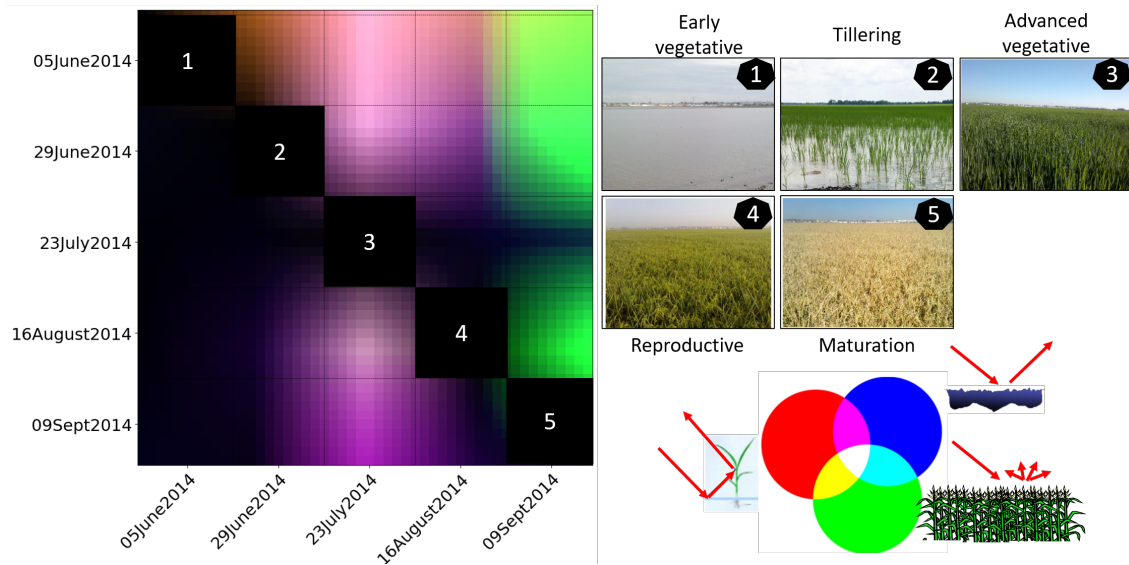 05June2014
29June2014
23July2014
16August2014
09Sept2014
1
2
3
4
5
05June2014
29June2014
23July2014
16August2014
09Sept2014
Early
vegetative
Tillering
Advanced
vegetative
1
2
3
4
5
Reproductive
Maturation